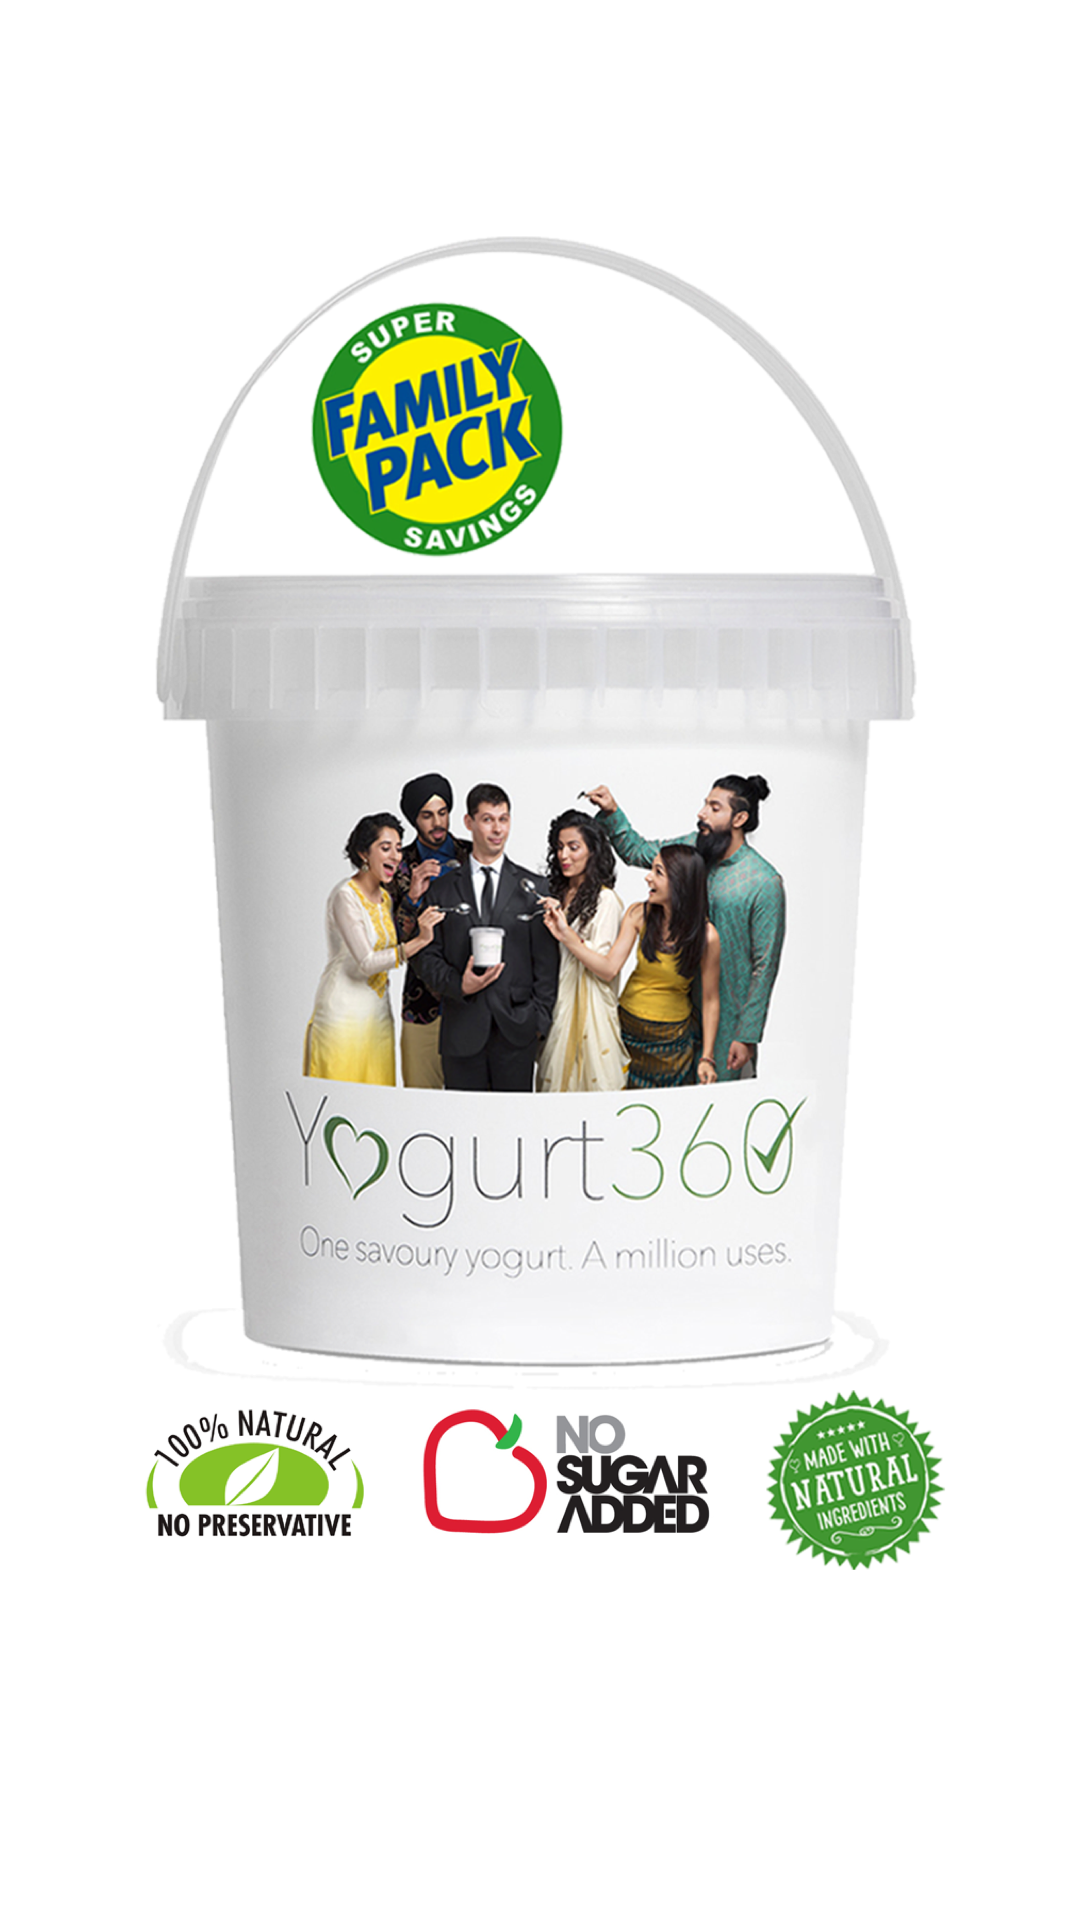 SUPER
FAMILY
PACK
SAVINGS
Yogurt360
One savoury yogurt. A million uses.
100% NATURAL
NO PRESERVATIVE
NO
SUGAR
ADDED
MADE WITH
NATURAL
INGREDIENTS